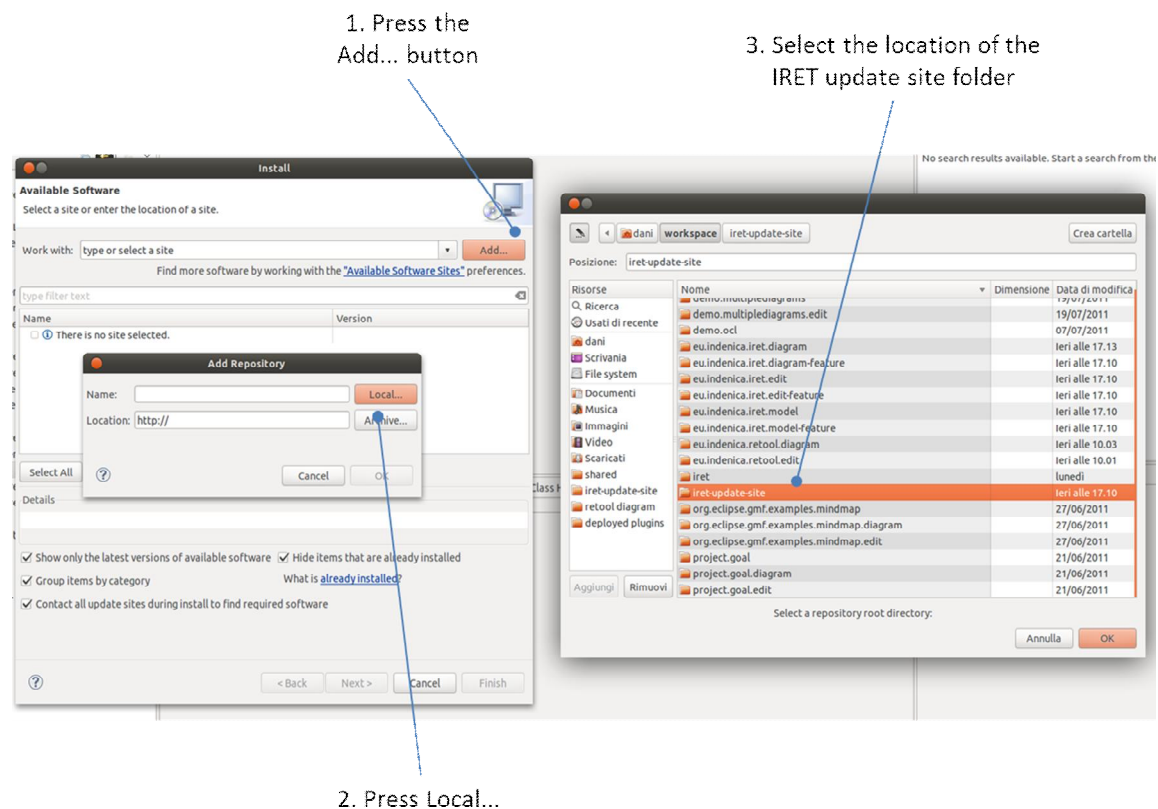 1. Press the
Add... button
3. Select the location of the
IRET update site folder
No search results available. Start a search from the
Install
Available Software
Select a site or enter the location of a site.
Work with: type or select a site Add...
Find more software by working with the "Available Software Sites" preferences.
type filter text
Name Version
There is no site selected.
Add Repository
Name: Local...
Location: http:// Archive...
Cancel OK
Select All
Details
Show only the latest versions of available software Hide items that are already installed
Group items by category What is already installed?
Contact all update sites during install to find required software
< Back Next > Cancel Finish
Class H
dani workspace iret-update-site Crea cartella
Posizione: iret-update-site
Risorse
Ricerca
Usati di recente
dani
Scrivania
File system
Documenti
Musica
Immagini
Video
Scaricati
shared
iret-update-site
retool diagram
deployed plugins
Aggiungi Rimuovi
Nome Dimensione Data di modifica
demo.multiplediagrams 19/07/2011
demo.multiplediagrams.edit 19/07/2011
demo.ocl 07/07/2011
eu.indenica.iret.diagram Ieri alle 17.13
eu.indenica.iret.diagram-feature Ieri alle 17.10
eu.indenica.iret.edit Ieri alle 17.10
eu.indenica.iret.edit-feature Ieri alle 17.10
eu.indenica.iret.model Ieri alle 17.10
eu.indenica.iret.model-feature Ieri alle 17.10
eu.indenica.retool.diagram Ieri alle 10.03
eu.indenica.retool.edit Ieri alle 10.01
iret lunedì
iret-update-site Ieri alle 17.10
org.eclipse.gmf.examples.mindmap 27/06/2011
org.eclipse.gmf.examples.mindmap.diagram 27/06/2011
org.eclipse.gmf.examples.mindmap.edit 27/06/2011
project.goal 21/06/2011
project.goal.diagram 21/06/2011
project.goal.edit 21/06/2011
Select a repository root directory:
Annulla OK
2. Press Local...